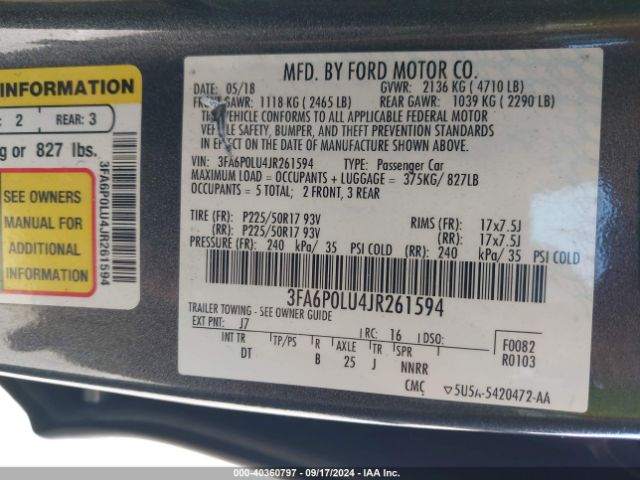 INFORMATION
: 2 REAR: 3
g or 827 lbs.
SEE OWNERS
MANUAL FOR
ADDITIONAL
INFORMATION
3FA6P0LU4JR261594
MFG. BY FORD MOTOR CO.
DATE: 05/18 GVWR: 2136 KG ( 4710 LB)
GAWR: 1118 KG ( 2465 LB) REAR GAWR: 1039 KG ( 2290 LB)
THIS VEHICLE CONFORMS TO ALL APPLICABLE FEDERAL MOTOR
VEHICLE SAFETY, BUMPER, AND THEFT PREVENTION STANDARDS
IN EFFECT ON THE DATE OF MANUFACTURE SHOWN ABOVE.
VIN: 3FA6P0LU4JR261594 TYPE: Passenger Car
MAXIMUM LOAD = OCCUPANTS + LUGGAGE = 375KG/ 827LB
OCCUPANTS = 5 TOTAL; 2 FRONT, 3 REAR
TIRE (FR): P225/50R17 93V RIMS (FR): 17x7.5J
(RR): P225/50R17 93V (RR): 17x7.5J
PRESSURE (FR): 240 kPa/ 35 PSI COLD (RR): 240 kPa/ 35 PSI COLD
3FA6P0LU4JR261594
TRAILER TOWING - SEE OWNER GUIDE
EXT PNT: J7 RC: 16 DSO: F0082
INT TR TP/PS R AXLE TR SPR R0103
DT B 25 J NNRR
CMC 5U5A-5420472-AA
Stock: 40360797 - 09/17/2024 - IAA Inc.